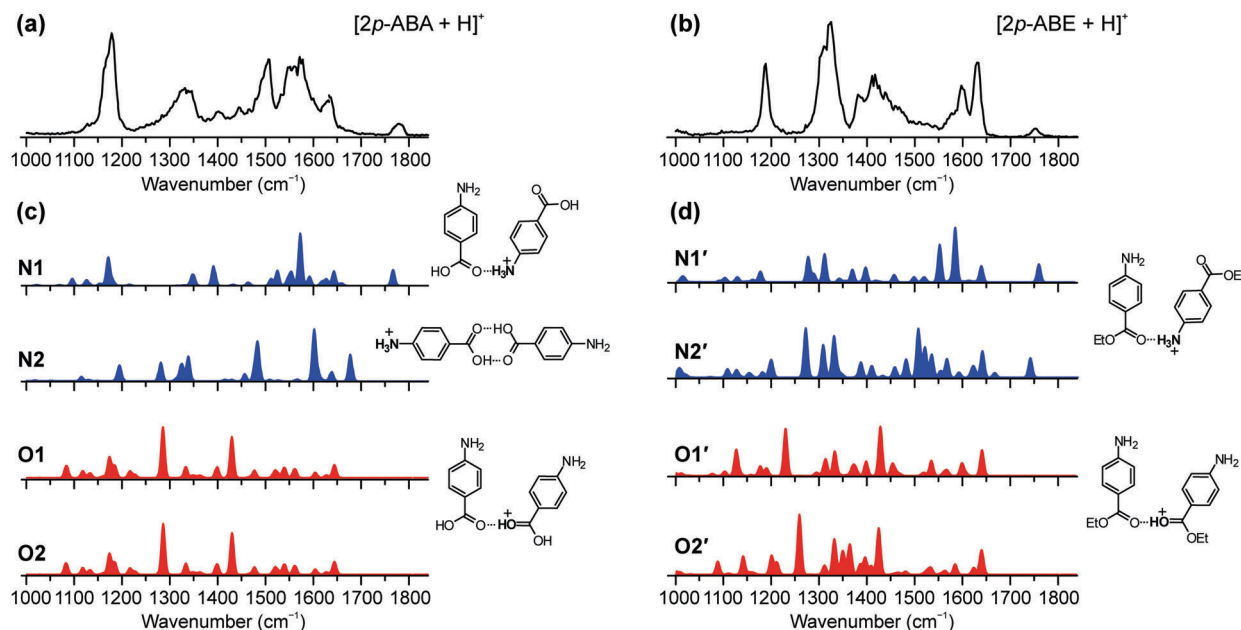 (a) [2p-ABA + H]⁺
1000 1100 1200 1300 1400 1500 1600 1700 1800
Wavenumber (cm⁻¹)
(b) [2p-ABE + H]⁺
1000 1100 1200 1300 1400 1500 1600 1700 1800
Wavenumber (cm⁻¹)
(c)
N1
NH₂
HO
O
H₃N
+
O
OH
N2
+
H₃N
O
HO
OH
O
NH₂
O1
NH₂
HO
O
HO
+
OH
NH₂
O2
1000 1100 1200 1300 1400 1500 1600 1700 1800
Wavenumber (cm⁻¹)
(d)
N1′
NH₂
EtO
O
H₃N
+
O
OE
N2′
O1′
NH₂
EtO
O
HO
+
OEt
NH₂
O2′
1000 1100 1200 1300 1400 1500 1600 1700 1800
Wavenumber (cm⁻¹)